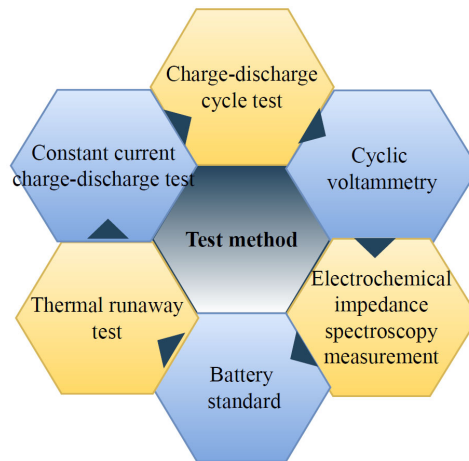 Charge-discharge
cycle test
Constant current
charge-discharge test
Cyclic
voltammetry
Test method
Thermal runaway
test
Electrochemical
impedance
spectroscopy
measurement
Battery
standard